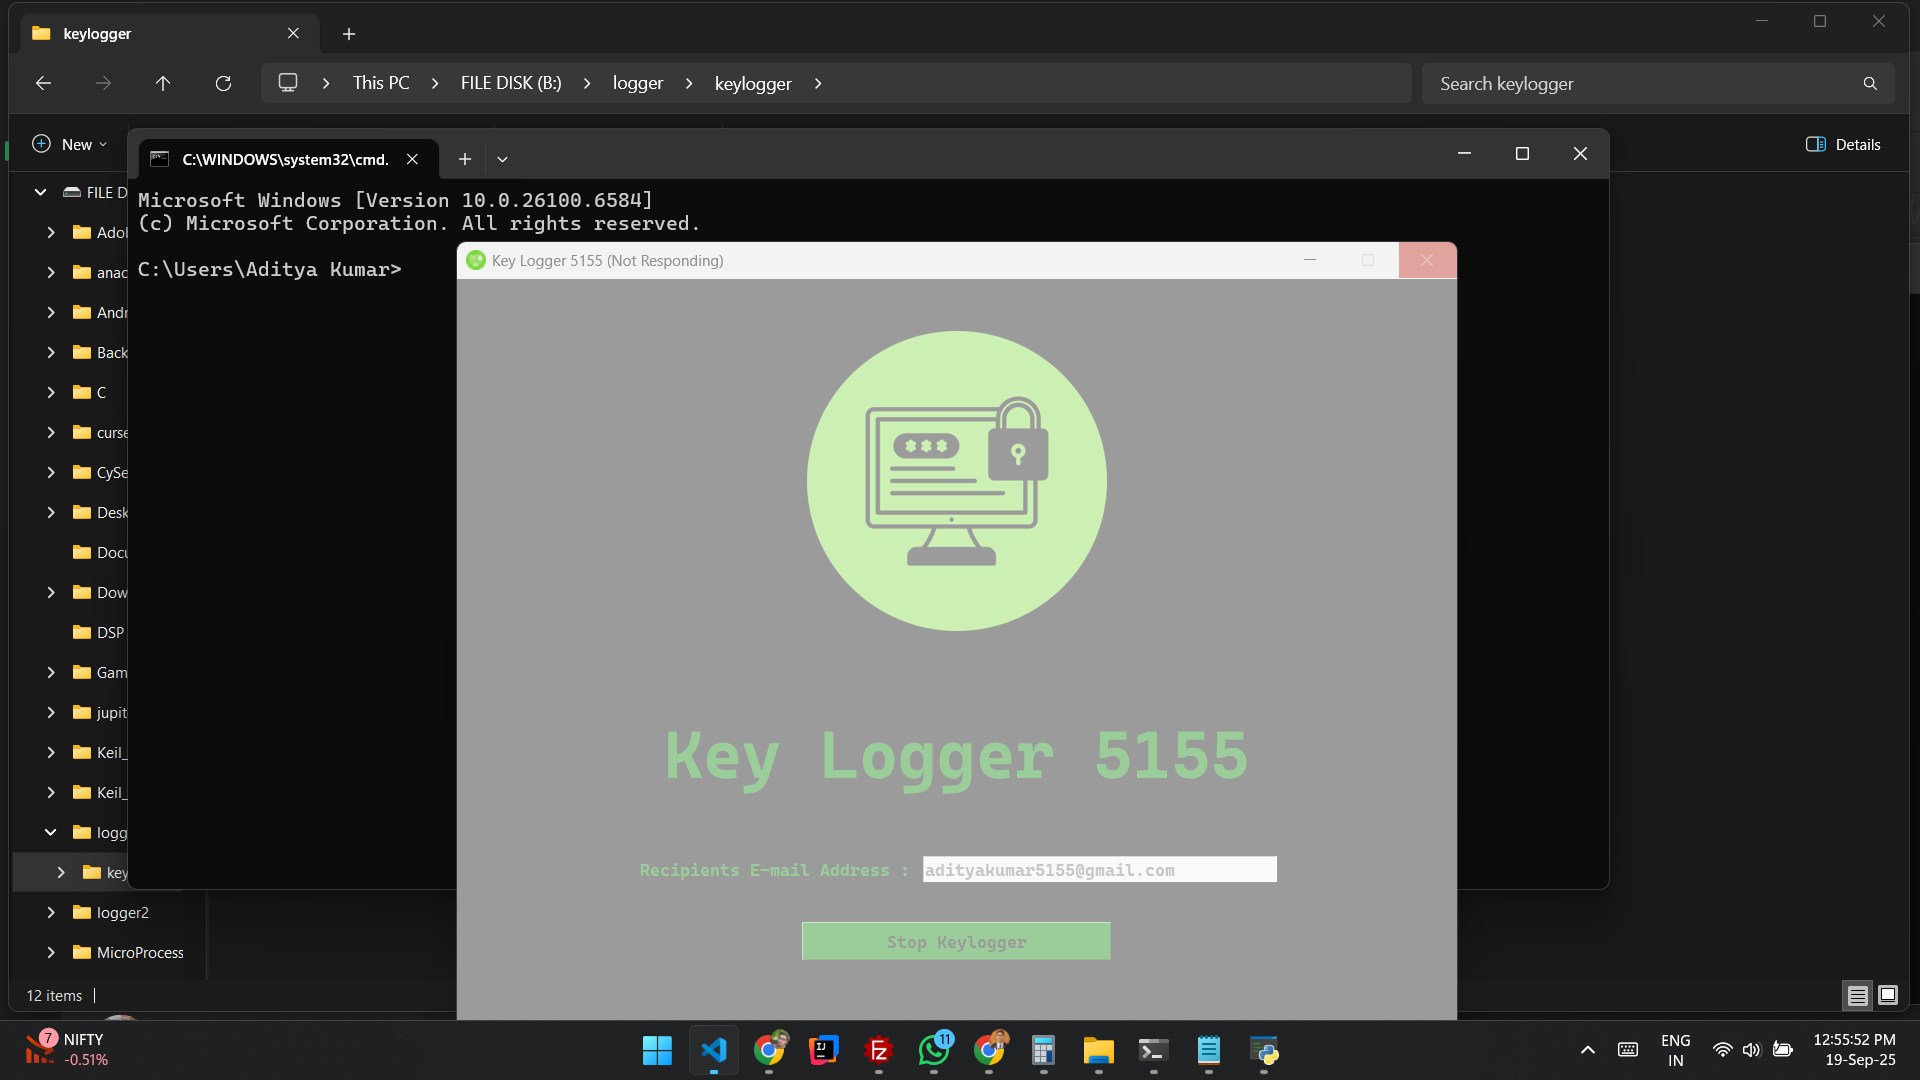 keylogger
This PC
FILE DISK (B:)
logger
keylogger
Search keylogger
New
Details
C:\WINDOWS\system32\cmd.
Microsoft Windows [Version 10.0.26100.6584]
(c) Microsoft Corporation. All rights reserved.
C:\Users\Aditya Kumar>
FILE D
Adob
anac
Andr
Back
C
curse
CySe
Desk
Docu
Dow
DSP
Gam
jupit
Keil_
Keil_
logg
key
logger2
MicroProcess
12 items
Key Logger 5155 (Not Responding)
***
Key Logger 5155
Recipients E-mail Address : adityakumar5155@gmail.com
Stop Keylogger
7
NIFTY
-0.51%
IJ
FZ
11
ENG
IN
12:55:52 PM
19-Sep-25